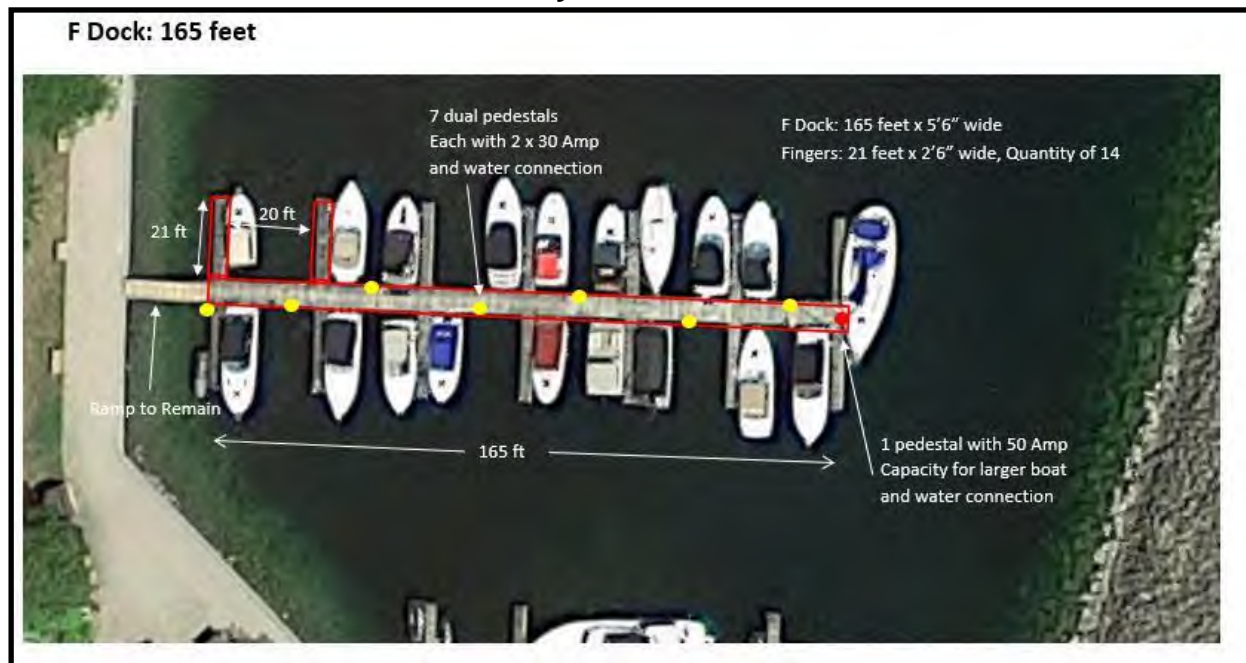 F Dock: 165 feet
7 dual pedestals
Each with 2 x 30 Amp
and water connection
F Dock: 165 feet x 5'6" wide
Fingers: 21 feet x 2'6" wide, Quantity of 14
20 ft
21 ft
Ramp to Remain
165 ft
1 pedestal with 50 Amp
Capacity for larger boat
and water connection